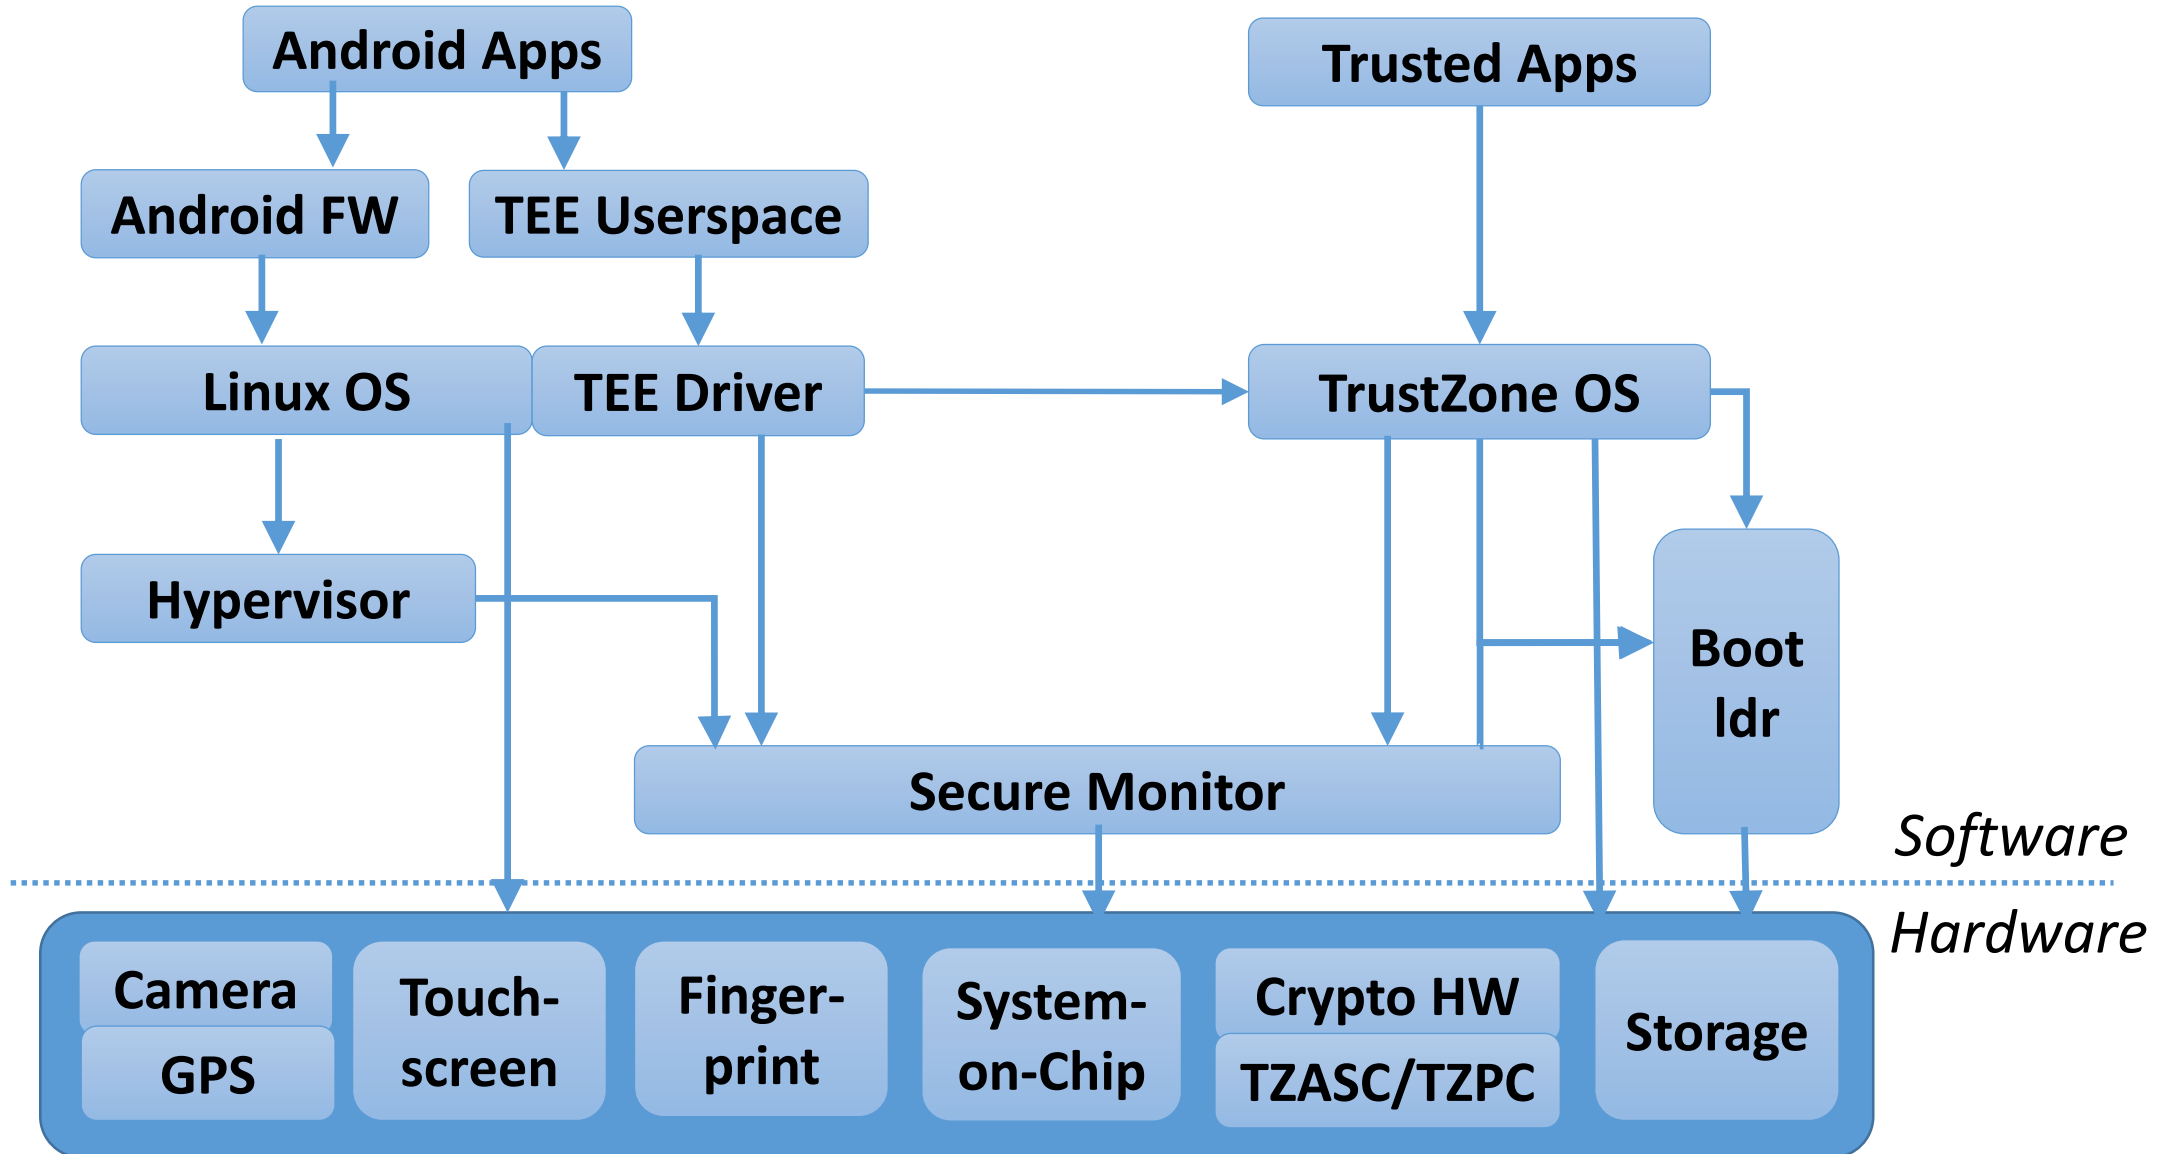 Android Apps
Trusted Apps
Android FW
TEE Userspace
Linux OS
TEE Driver
TrustZone OS
Hypervisor
Boot
ldr
Secure Monitor
Software
Hardware
Camera
GPS
Touch-
screen
Finger-
print
System-
on-Chip
Crypto HW
TZASC/TZPC
Storage